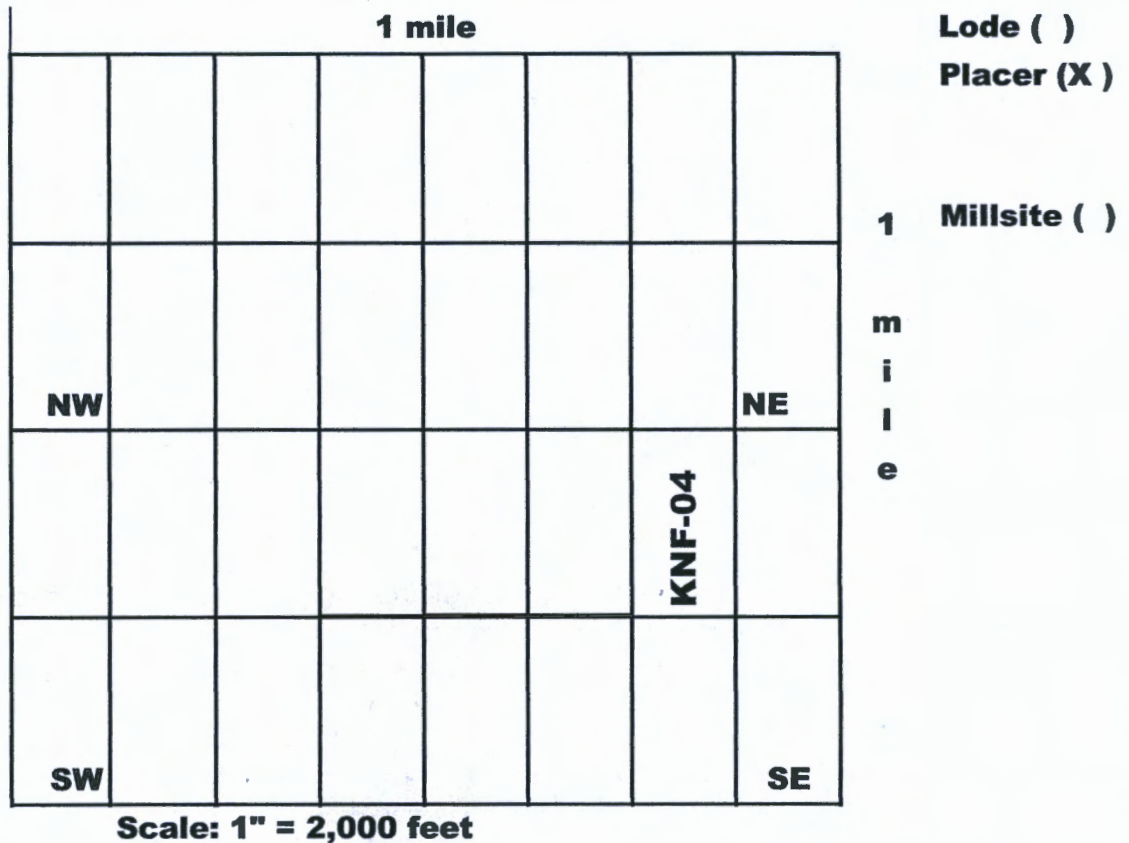 1 mile
Lode ( )
Placer (X )
Millsite ( )
1
m
i
l
e
NW
NE
KNF-04
SW
SE
Scale: 1" = 2,000 feet